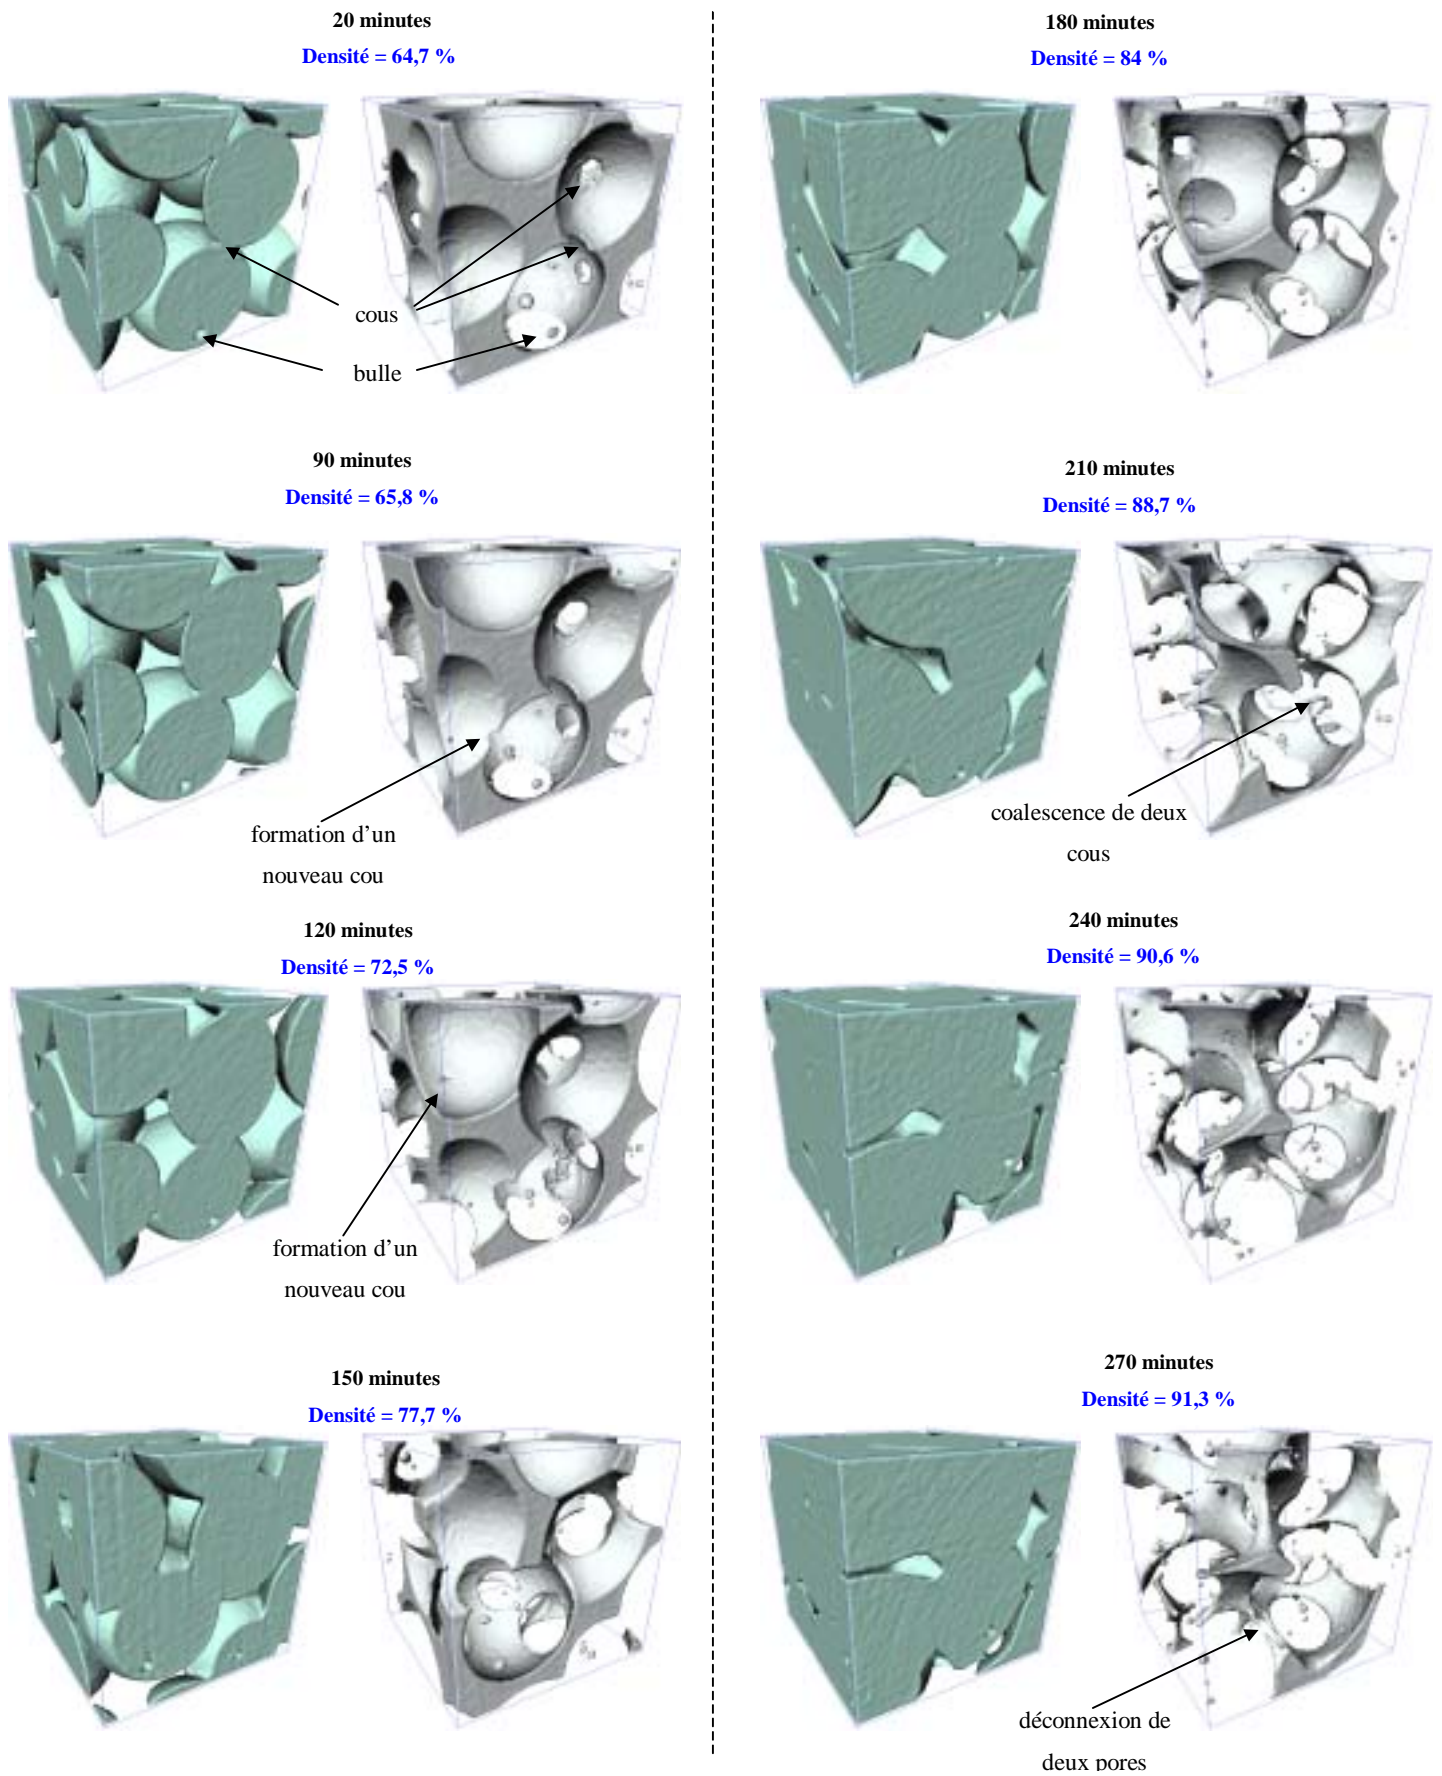 20 minutes
Densité = 64,7 %
cous
bulle
90 minutes
Densité = 65,8 %
formation d’un
nouveau cou
120 minutes
Densité = 72,5 %
formation d’un
nouveau cou
150 minutes
Densité = 77,7 %
180 minutes
Densité = 84 %
210 minutes
Densité = 88,7 %
coalescence de deux
cous
240 minutes
Densité = 90,6 %
270 minutes
Densité = 91,3 %
déconnexion de
deux pores